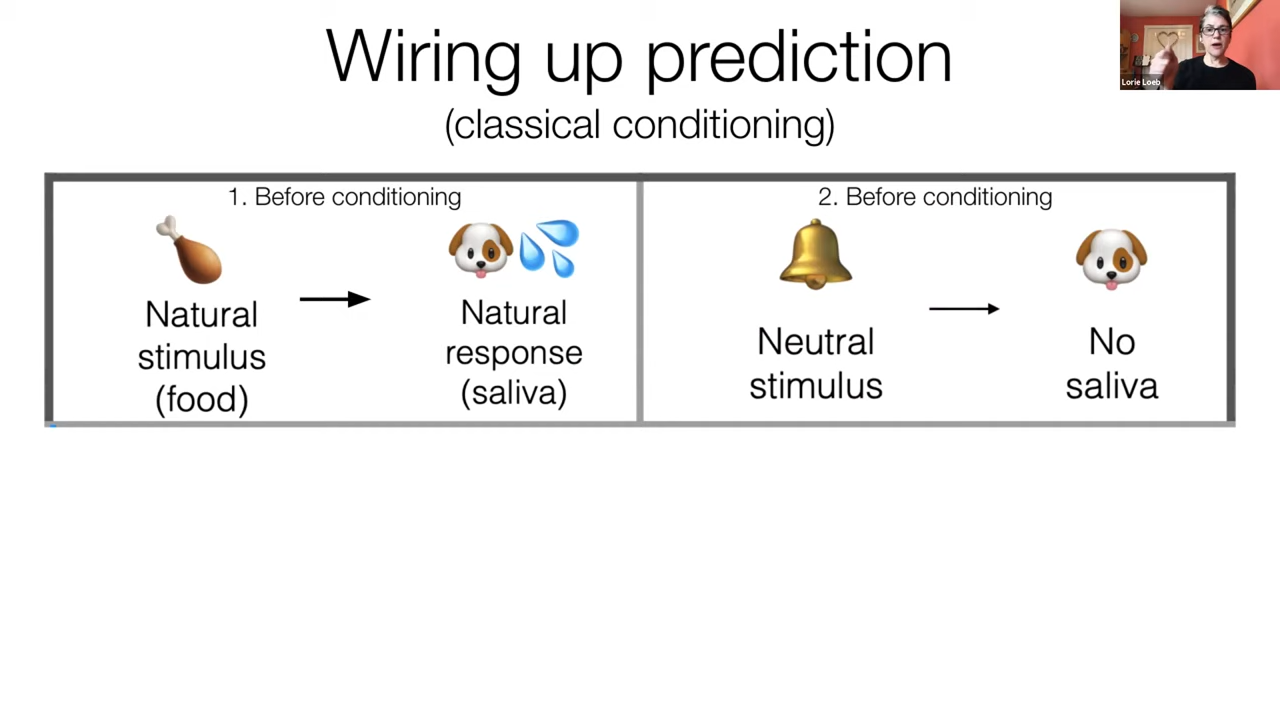 Wiring up prediction
(classical conditioning)
Lorie Loeb
1. Before conditioning
Natural
stimulus
(food)
Natural
response
(saliva)
2. Before conditioning
Neutral
stimulus
No
saliva